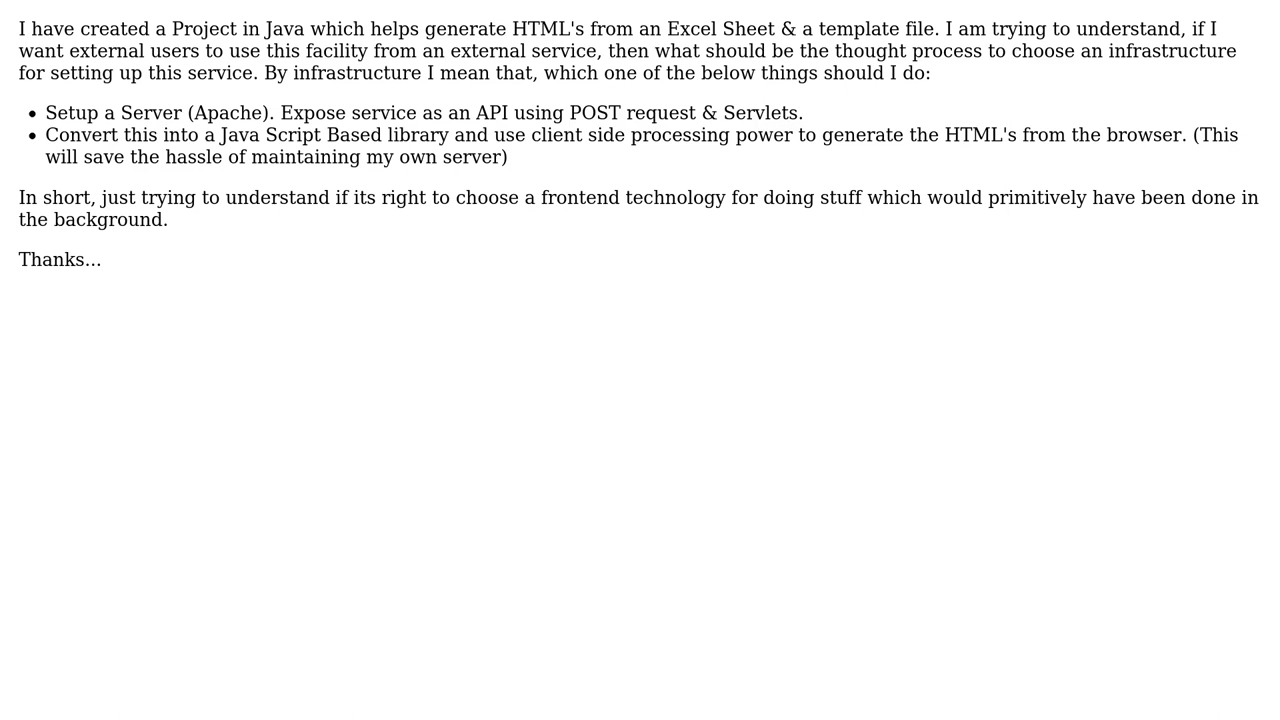 I have created a Project in Java which helps generate HTML's from an Excel Sheet & a template file. I am trying to understand, if I
want external users to use this facility from an external service, then what should be the thought process to choose an infrastructure
for setting up this service. By infrastructure I mean that, which one of the below things should I do:
• Setup a Server (Apache). Expose service as an API using POST request & Servlets.
• Convert this into a Java Script Based library and use client side processing power to generate the HTML's from the browser. (This
will save the hassle of maintaining my own server)
In short, just trying to understand if its right to choose a frontend technology for doing stuff which would primitively have been done in
the background.
Thanks...